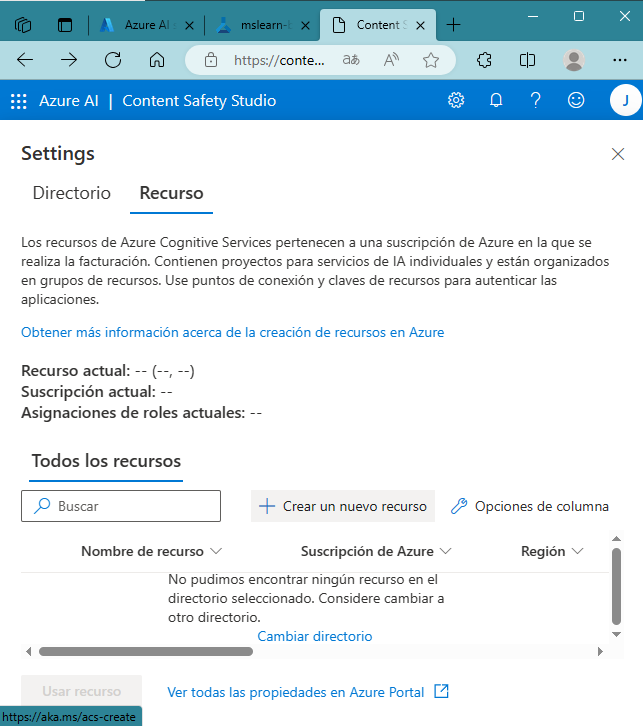 Azure AI s
mslearn-b
Content S
https://conte...
Azure AI | Content Safety Studio
J
Settings
Directorio Recurso
Los recursos de Azure Cognitive Services pertenecen a una suscripción de Azure en la que se
realiza la facturación. Contienen proyectos para servicios de IA individuales y están organizados
en grupos de recursos. Use puntos de conexión y claves de recursos para autenticar las
aplicaciones.
Obtener más información acerca de la creación de recursos en Azure
Recurso actual: -- (--, --)
Suscripción actual: --
Asignaciones de roles actuales: --
Todos los recursos
Buscar Crear un nuevo recurso Opciones de columna
Nombre de recurso Suscripción de Azure Región
No pudimos encontrar ningún recurso en el
directorio seleccionado. Considere cambiar a
otro directorio.
Cambiar directorio
Usar recurso Ver todas las propiedades en Azure Portal
https://aka.ms/acs-create